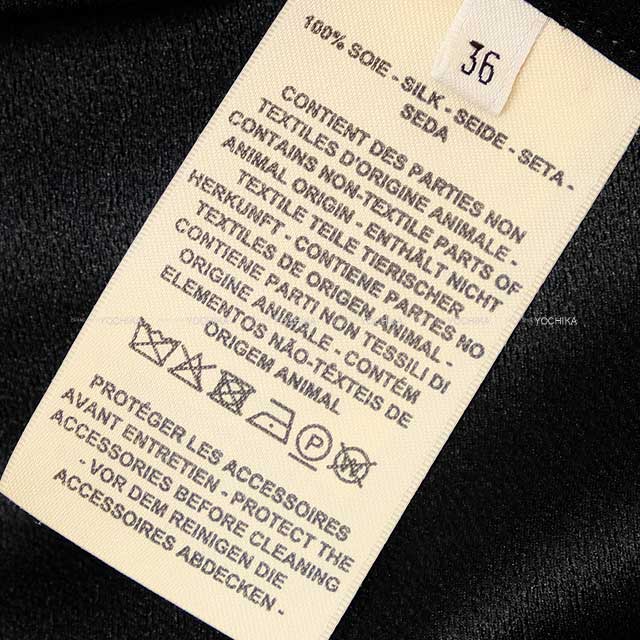 36
100% SOIE - SILK - SEIDE - SETA -
SEDA
CONTIENT DES PARTIES NON
TEXTILES D'ORIGINE ANIMALE -
CONTAINS NON-TEXTILE PARTS OF
ANIMAL ORIGIN - ENTHÄLT NICHT
TEXTILE TEILE TIERISCHER
HERKUNFT - CONTIENE PARTES NO
TEXTILES DE ORIGEN ANIMAL -
CONTIENE PARTI NON TESSILI DI
ORIGINE ANIMALE - CONTÉM
ELEMENTOS NÃO-TÊXTEIS DE
ORIGEM ANIMAL
P W
PROTÉGER LES ACCESSOIRES
AVANT ENTRETIEN - PROTECT THE
ACCESSORIES BEFORE CLEANING
- VOR DEM REINIGEN DIE
ACCESSOIRES ABDECKEN -
YOCHIKA